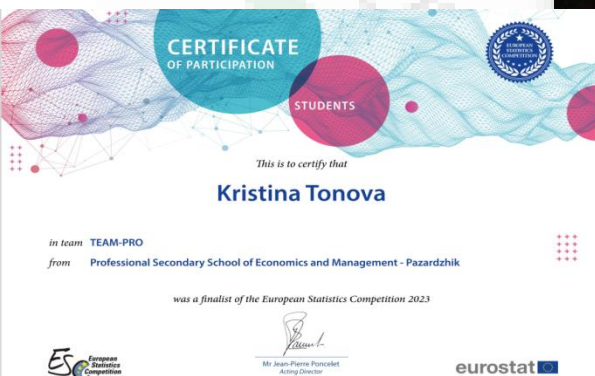 CERTIFICATE
OF PARTICIPATION
EUROPEAN
STATISTICS
COMPETITION
STUDENTS
This is to certify that
Kristina Tonova
in team TEAM-PRO
from Professional Secondary School of Economics and Management - Pazardzhik
was a finalist of the European Statistics Competition 2023
ES European
Statistics
Competition
Mr Jean-Pierre Poncelet
Acting Director
eurostat